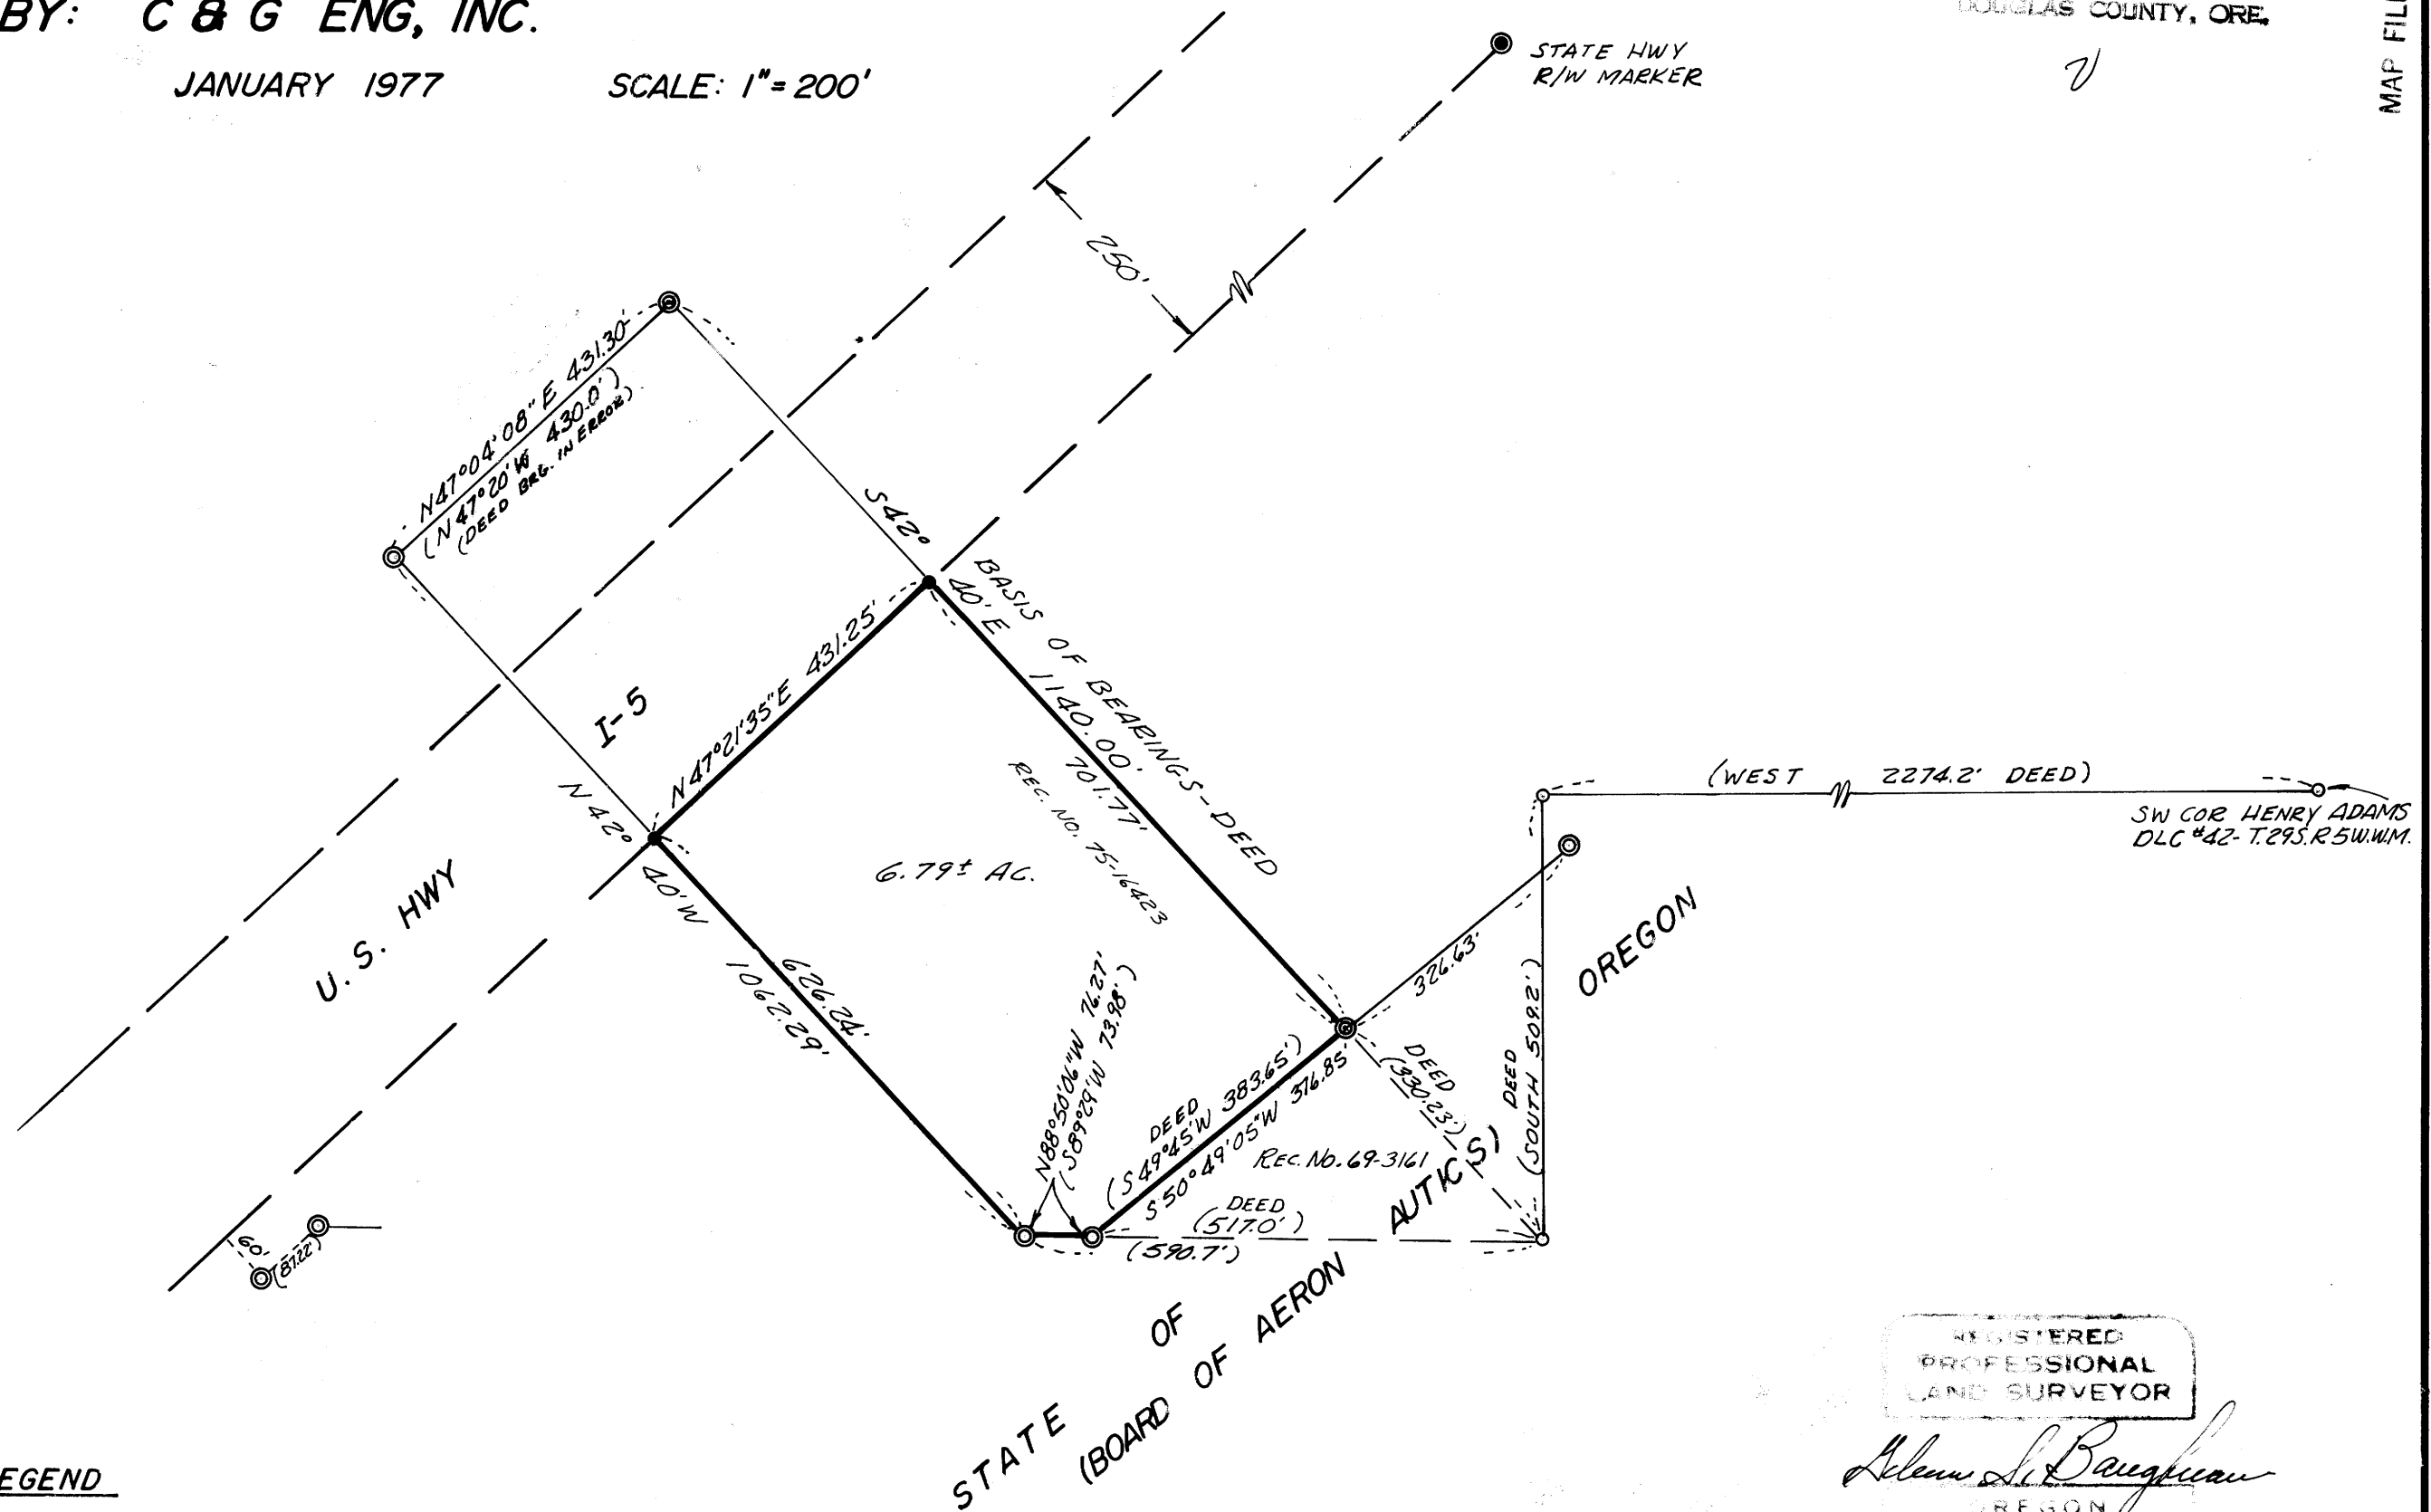 BY: C & G ENG, INC.
JANUARY 1977 SCALE: 1"=200'
DOUGLAS COUNTY, ORE.
MAP FILE
STATE HWY
R/W MARKER
250'
N47°04'08"E 431.30'
(N47°20'W 430.0')
(DEED BRG. IN ERROR)
S42° 40'E
1140.00'
701.77'
BASIS OF BEARINGS-DEED
REC. NO. 75-16423
N47°21'35"E 431.25'
I-5
U.S. HWY
N42° 40'W
626.24'
1062.29'
6.79± AC.
(WEST 2274.2' DEED)
SW COR HENRY ADAMS
DLC #42- T.29S.R5W.W.M.
326.63'
OREGON
DEED
(SOUTH 509.2')
DEED
(330.23')
N88°50'06"W 76.27'
(S89°29'W 73.98')
DEED
(S49°45'W 383.65')
S50°49'05"W 376.85'
REC. NO. 69-3161
DEED
(517.0')
(590.7')
60'
(87.22')
STATE OF
(BOARD OF AERONAUTICS)
EGEND
REGISTERED
PROFESSIONAL
LAND SURVEYOR
OREGON